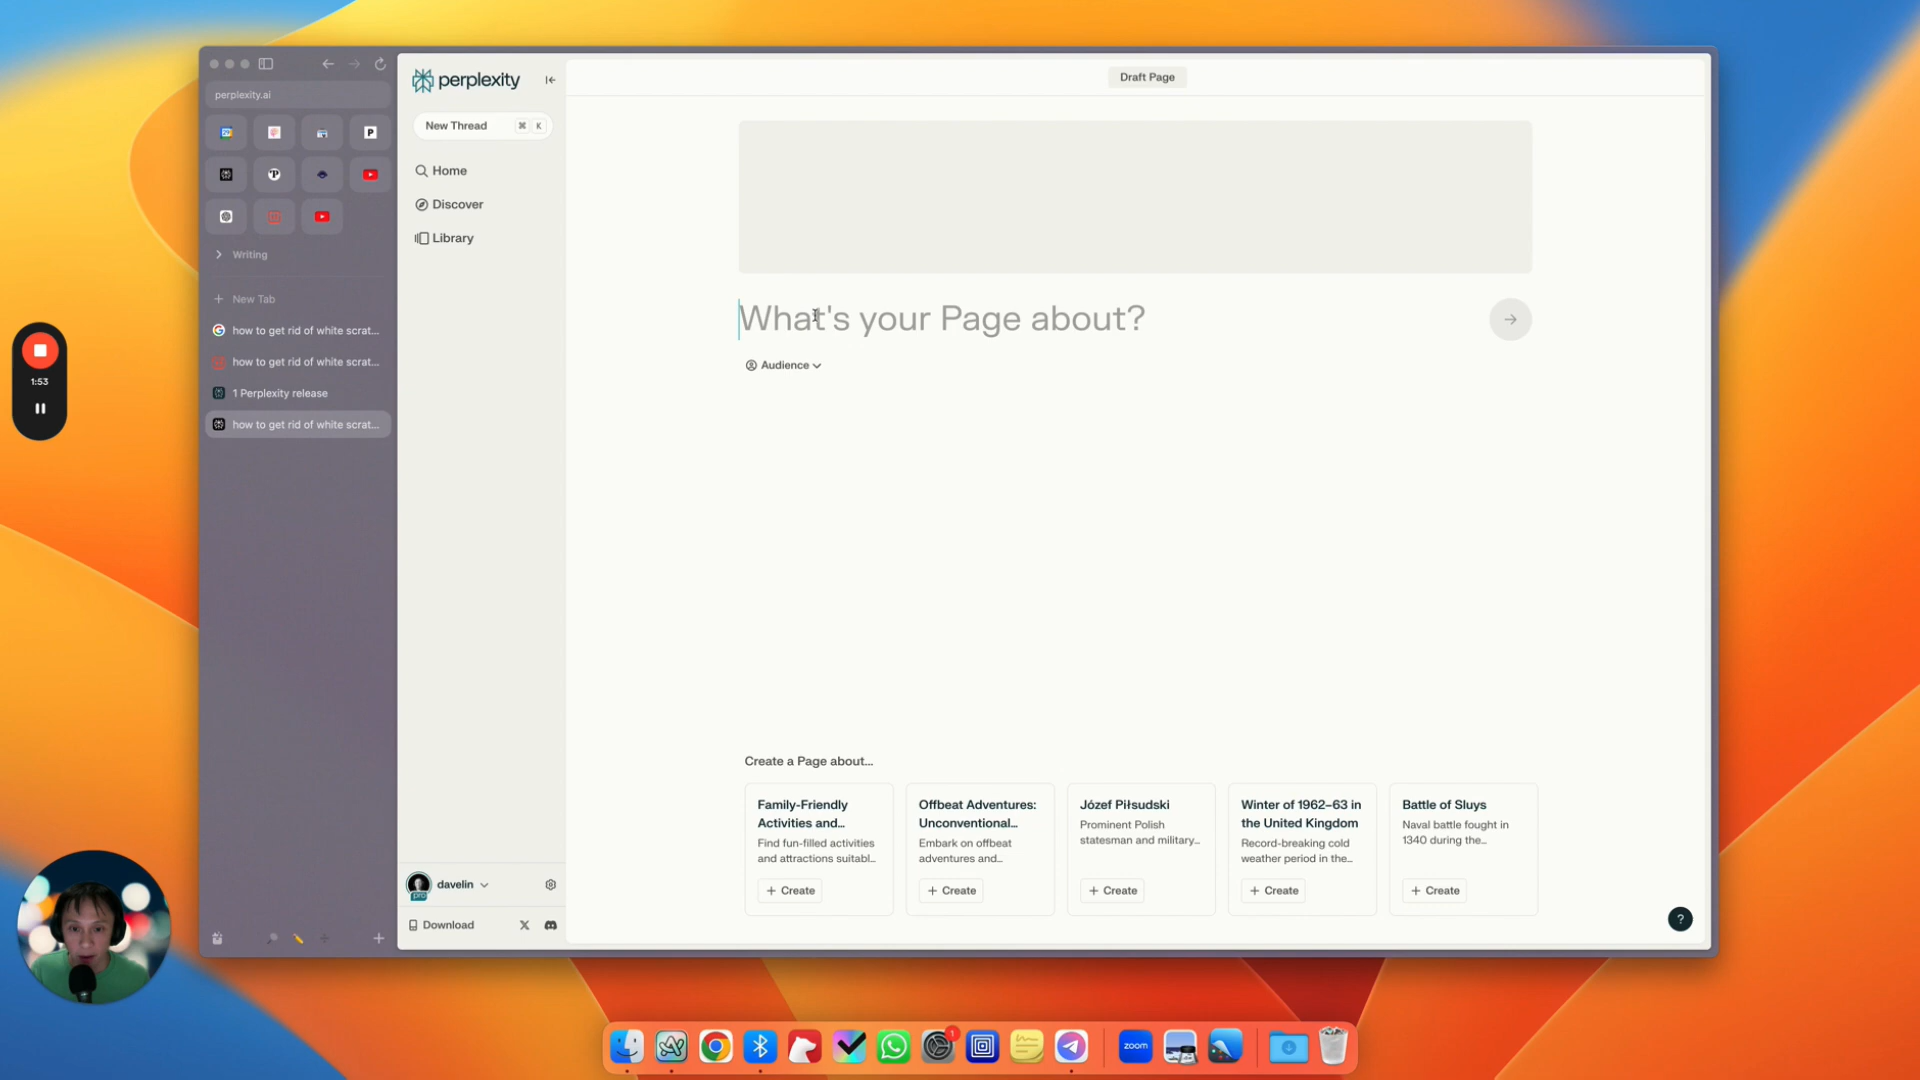 perplexity.ai
Writing
New Tab
how to get rid of white scrat...
how to get rid of white scrat...
1 Perplexity release
how to get rid of white scrat...
1:53
perplexity
New Thread ⌘ K
Home
Discover
Library
davelin
pro
Download
Draft Page
What's your Page about?
Audience
Create a Page about...
Family-Friendly
Activities and...
Find fun-filled activities
and attractions suitabl...
+ Create
Offbeat Adventures:
Unconventional...
Embark on offbeat
adventures and...
+ Create
Józef Piłsudski
Prominent Polish
statesman and military...
+ Create
Winter of 1962–63 in
the United Kingdom
Record-breaking cold
weather period in the...
+ Create
Battle of Sluys
Naval battle fought in
1340 during the...
+ Create
?
1
zoom